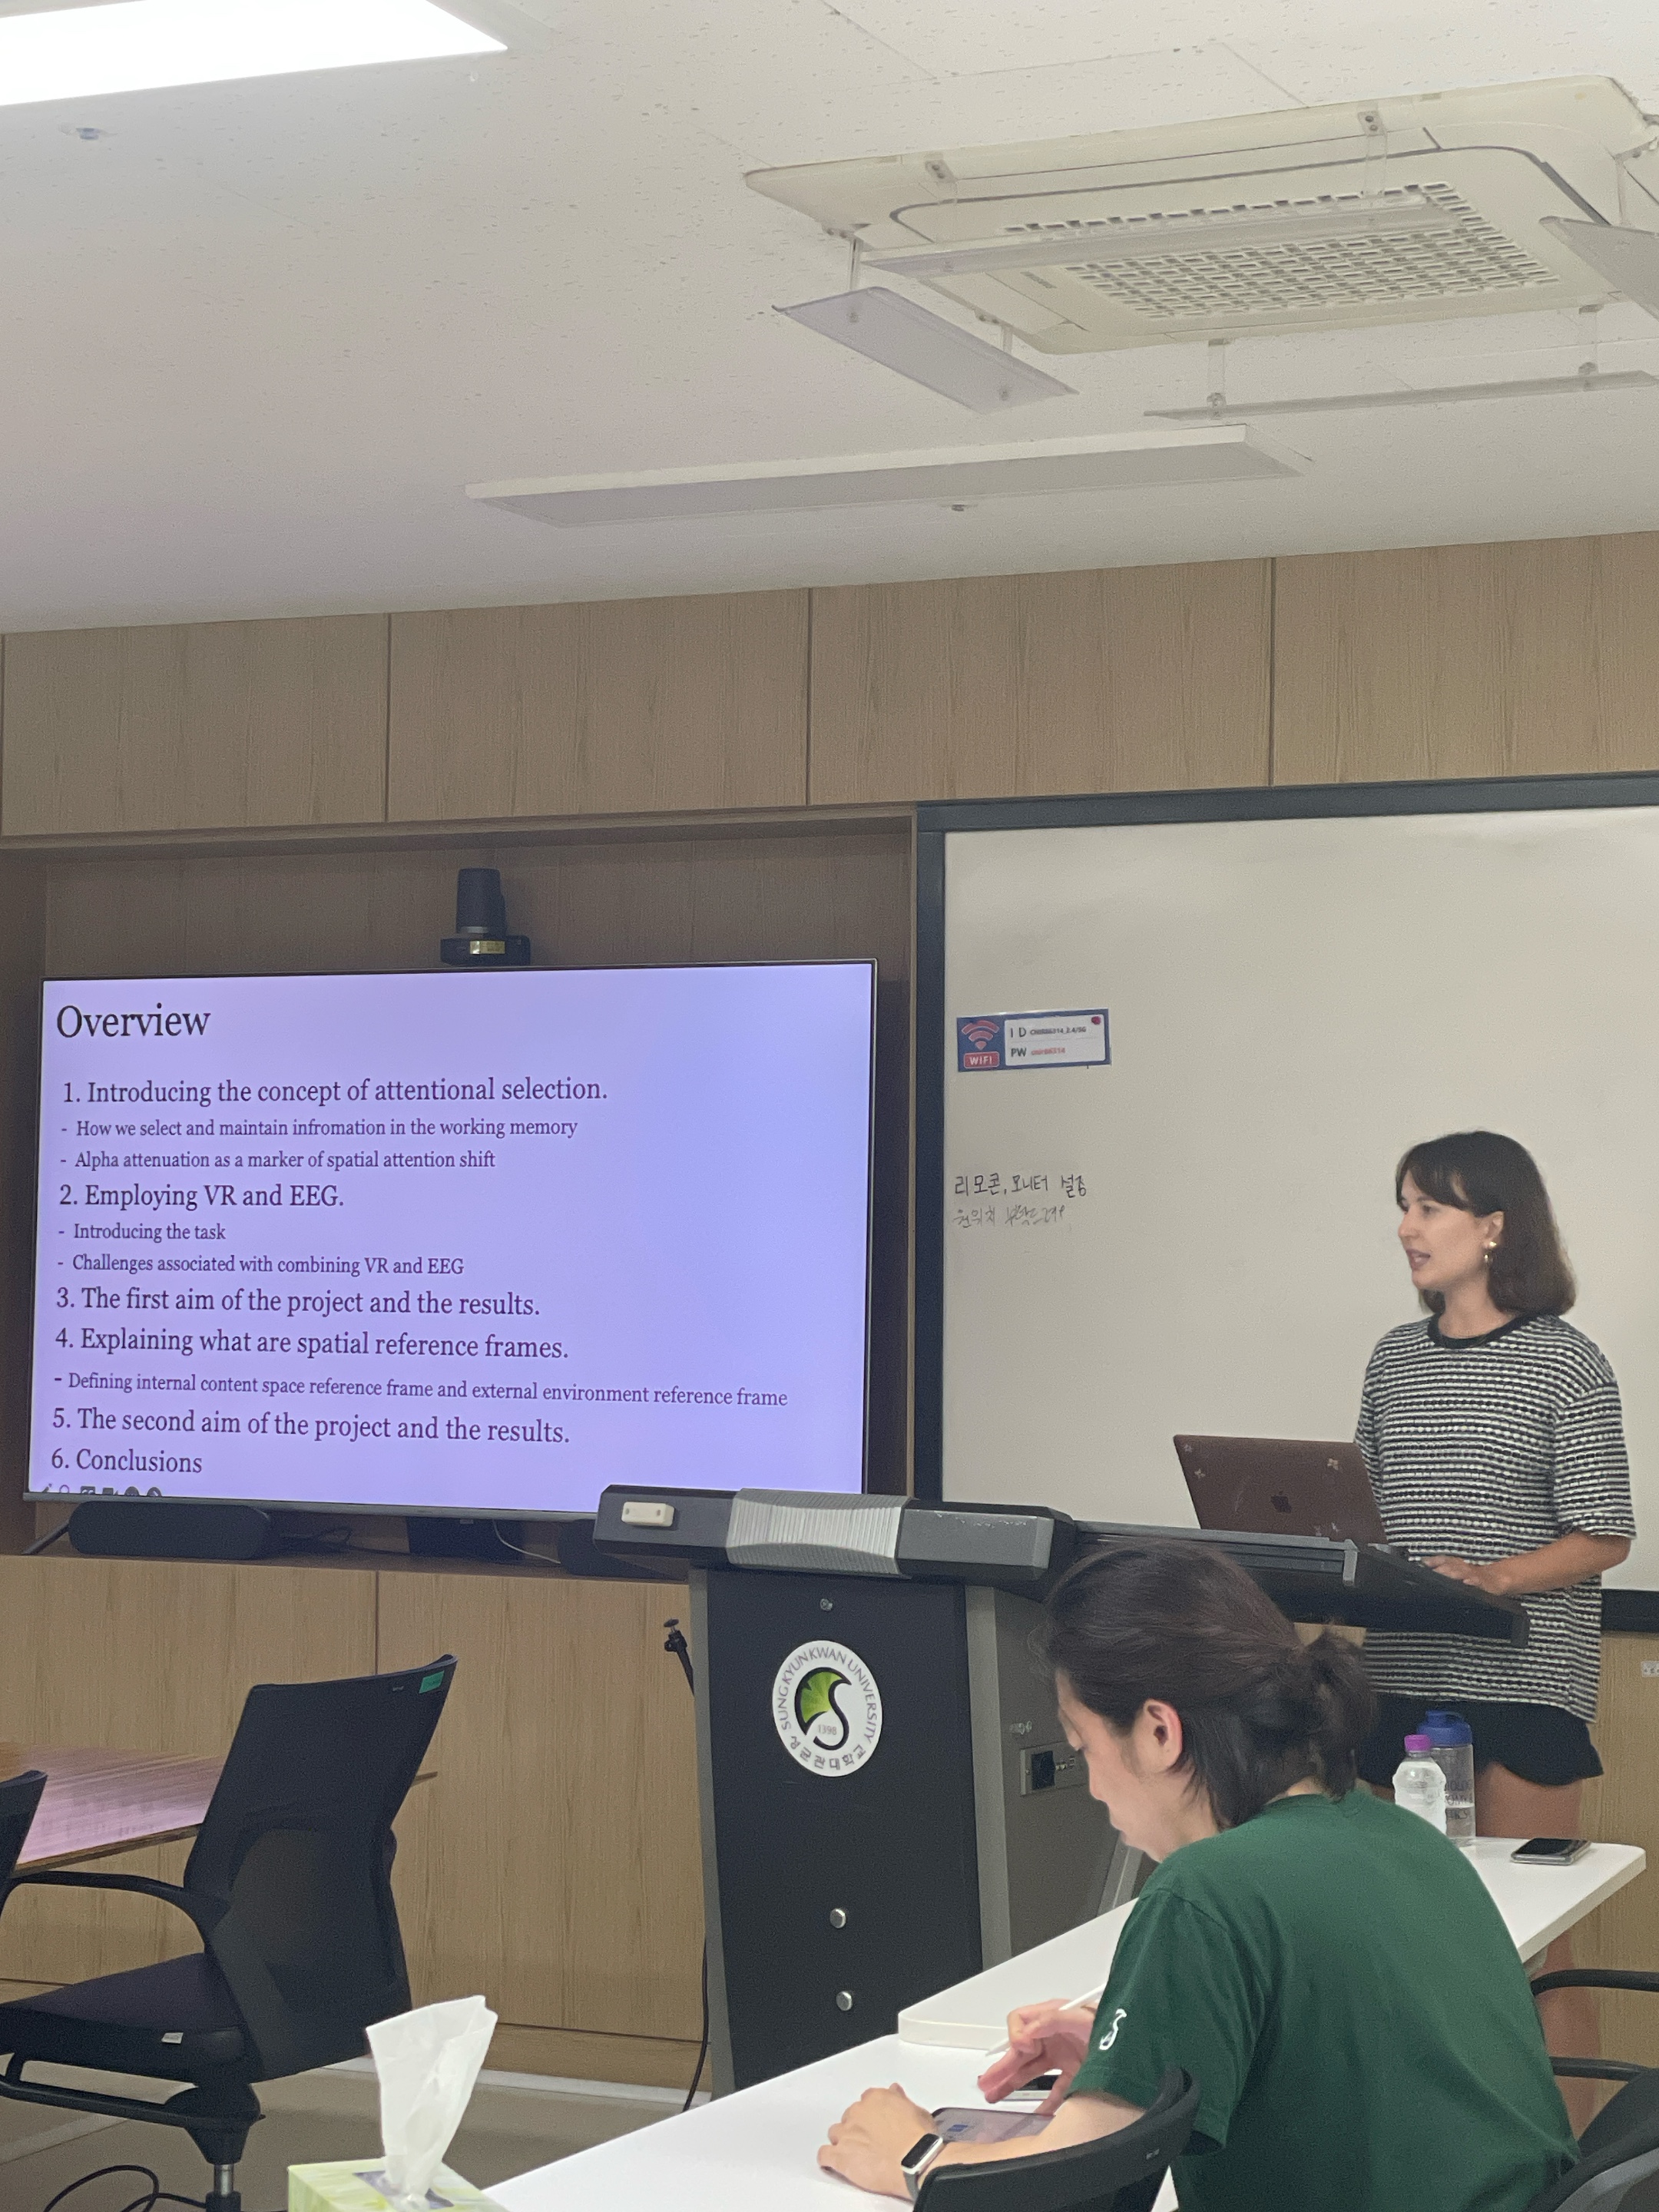 Overview
1. Introducing the concept of attentional selection.
- How we select and maintain infromation in the working memory
- Alpha attenuation as a marker of spatial attention shift
2. Employing VR and EEG.
- Introducing the task
- Challenges associated with combining VR and EEG
3. The first aim of the project and the results.
4. Explaining what are spatial reference frames.
- Defining internal content space reference frame and external environment reference frame
5. The second aim of the project and the results.
6. Conclusions
WIFI
ID
PW
리모콘, 모니터
원위치
SUNGKYUNKWAN UNIVERSITY
1398
성균관대학교